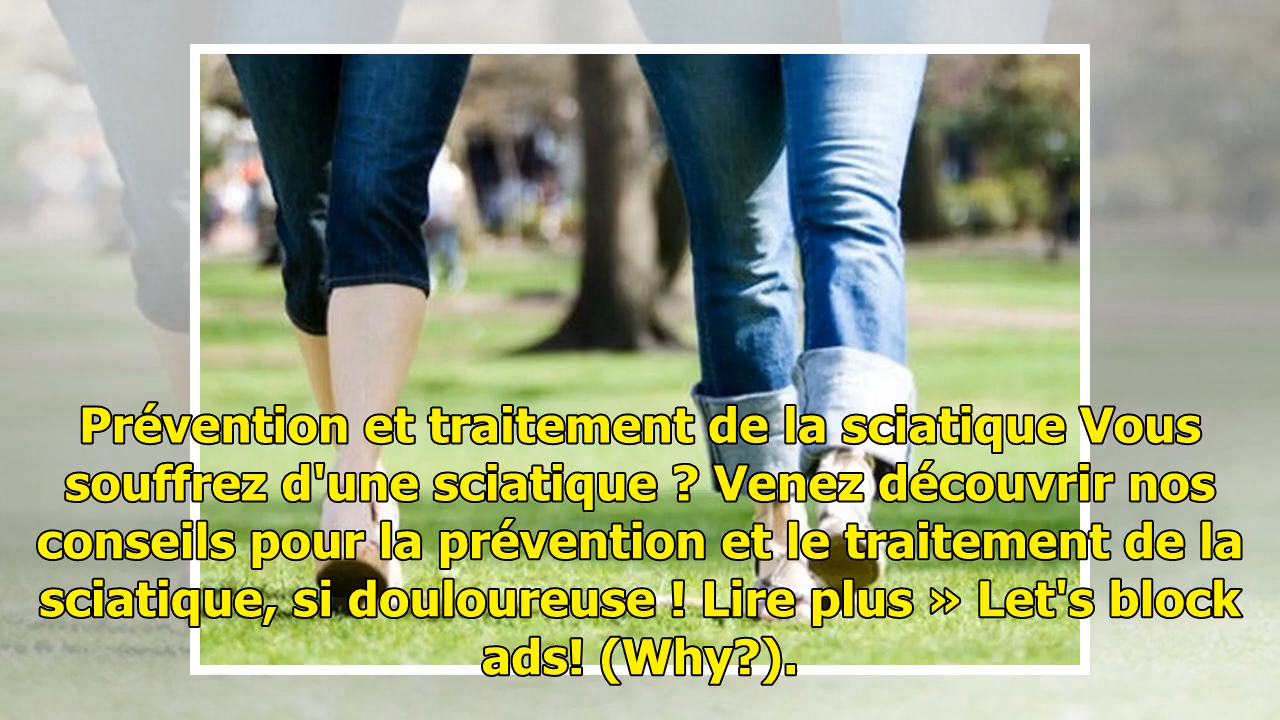 Prévention et traitement de la sciatique Vous
souffrez d'une sciatique ? Venez découvrir nos
conseils pour la prévention et le traitement de la
sciatique, si douloureuse ! Lire plus » Let's block
ads! (Why?).